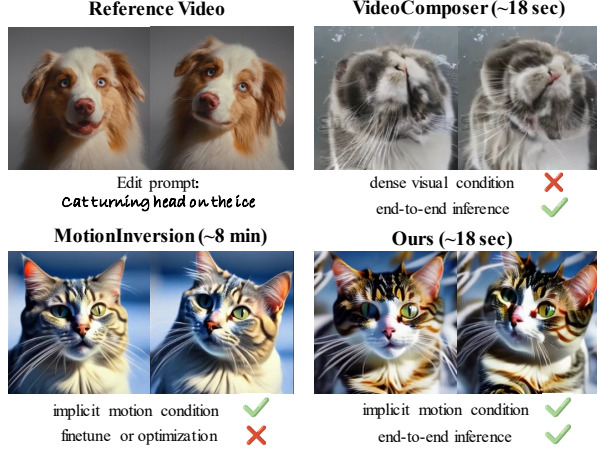 Reference Video
VideoComposer (~18 sec)
Edit prompt:
Cat turning head on the ice
dense visual condition
end-to-end inference
MotionInversion (~8 min)
Ours (~18 sec)
implicit motion condition
finetune or optimization
implicit motion condition
end-to-end inference